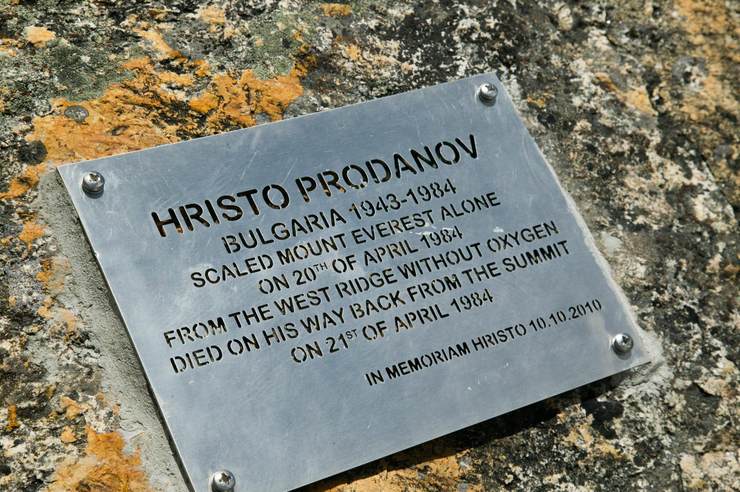 HRISTO PRODANOV
BULGARIA 1943-1984
SCALED MOUNT EVEREST ALONE
ON 20TH OF APRIL 1984
FROM THE WEST RIDGE WITHOUT OXYGEN
DIED ON HIS WAY BACK FROM THE SUMMIT
ON 21ST OF APRIL 1984
IN MEMORIAM HRISTO 10.10.2010